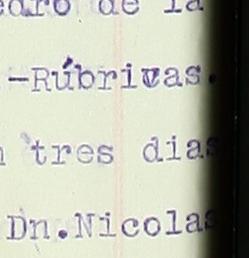 edro de la
-Rúbricas.
n tres dias
Dn.Nicolas